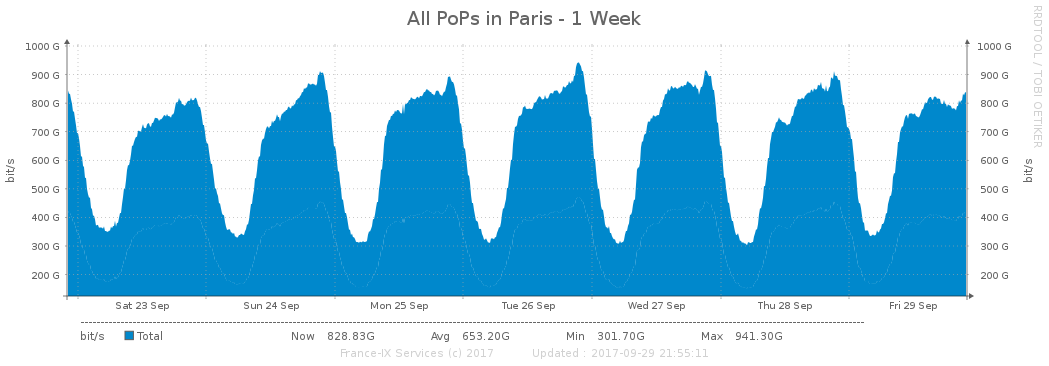 All PoPs in Paris - 1 Week
RRDTOOL / TOBI OETIKER
1000 G 1000 G
900 G 900 G
800 G 800 G
700 G 700 G
600 G 600 G
500 G 500 G
400 G 400 G
300 G 300 G
200 G 200 G
bit/s bit/s
Sat 23 Sep Sun 24 Sep Mon 25 Sep Tue 26 Sep Wed 27 Sep Thu 28 Sep Fri 29 Sep
bit/s Total Now 828.83G Avg 653.20G Min 301.70G Max 941.30G
France-IX Services (c) 2017 Updated : 2017-09-29 21:55:11